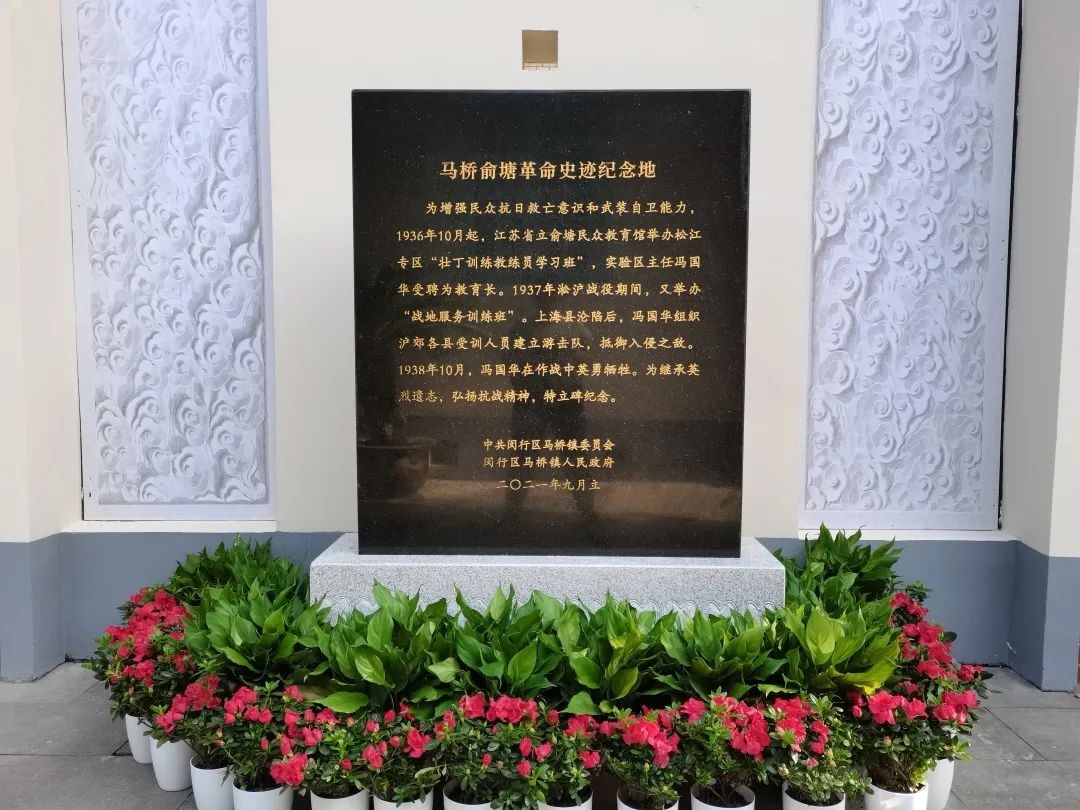 马桥俞塘革命史迹纪念地
为增强民众抗日救亡意识和武装自卫能力，
1936年10月起，江苏省立俞塘民众教育馆举办松江
专区“壮丁训练教练员学习班”，实验区主任冯国
华受聘为教育长。1937年淞沪战役期间，又举办
“战地服务训练班”。上海县沦陷后，冯国华组织
沪郊各县受训人员建立游击队，抵御入侵之敌。
1938年10月，冯国华在作战中英勇牺牲。为继承英
烈遗志，弘扬抗战精神，特立碑纪念。
中共闵行区马桥镇委员会
闵行区马桥镇人民政府
二〇二一年九月立